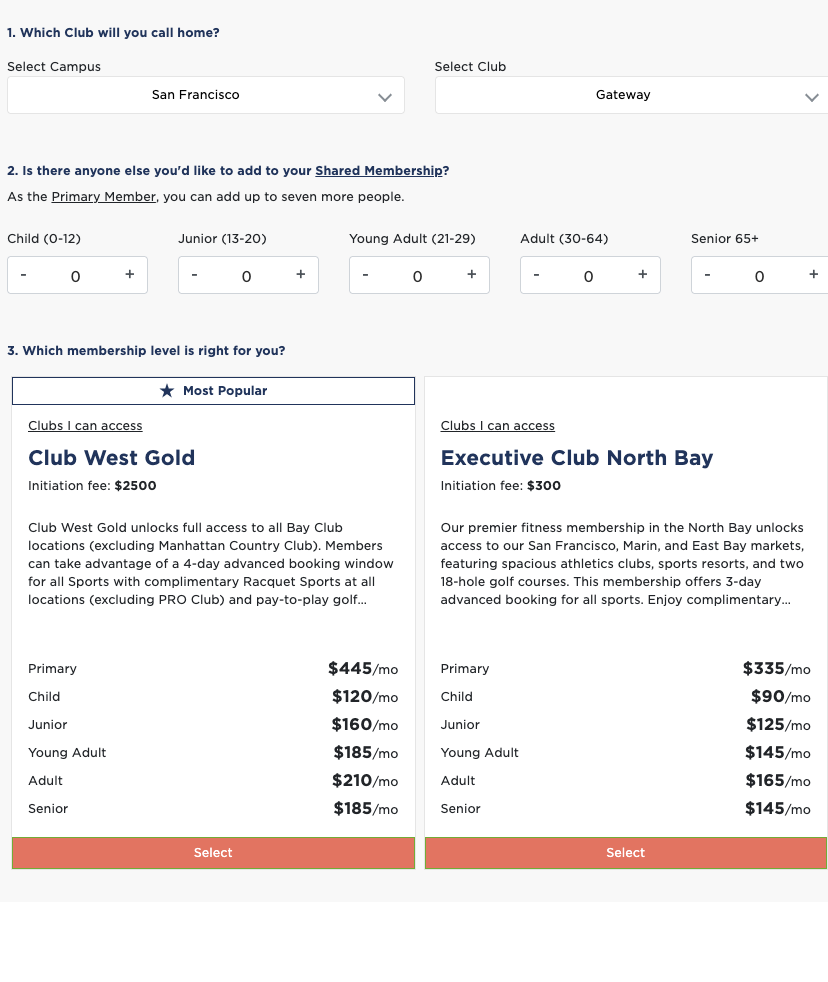 1. Which Club will you call home?
Select Campus
Select Club
San Francisco
Gateway
2. Is there anyone else you'd like to add to your Shared Membership?
As the Primary Member, you can add up to seven more people.
Child (0-12)
Junior (13-20)
Young Adult (21-29)
Adult (30-64)
Senior 65+
- 0 +
- 0 +
- 0 +
- 0 +
- 0 +
3. Which membership level is right for you?
★ Most Popular
Clubs I can access
Club West Gold
Initiation fee: $2500
Club West Gold unlocks full access to all Bay Club
locations (excluding Manhattan Country Club). Members
can take advantage of a 4-day advanced booking window
for all Sports with complimentary Racquet Sports at all
locations (excluding PRO Club) and pay-to-play golf...
Primary $445/mo
Child $120/mo
Junior $160/mo
Young Adult $185/mo
Adult $210/mo
Senior $185/mo
Select
Clubs I can access
Executive Club North Bay
Initiation fee: $300
Our premier fitness membership in the North Bay unlocks
access to our San Francisco, Marin, and East Bay markets,
featuring spacious athletics clubs, sports resorts, and two
18-hole golf courses. This membership offers 3-day
advanced booking for all sports. Enjoy complimentary...
Primary $335/mo
Child $90/mo
Junior $125/mo
Young Adult $145/mo
Adult $165/mo
Senior $145/mo
Select